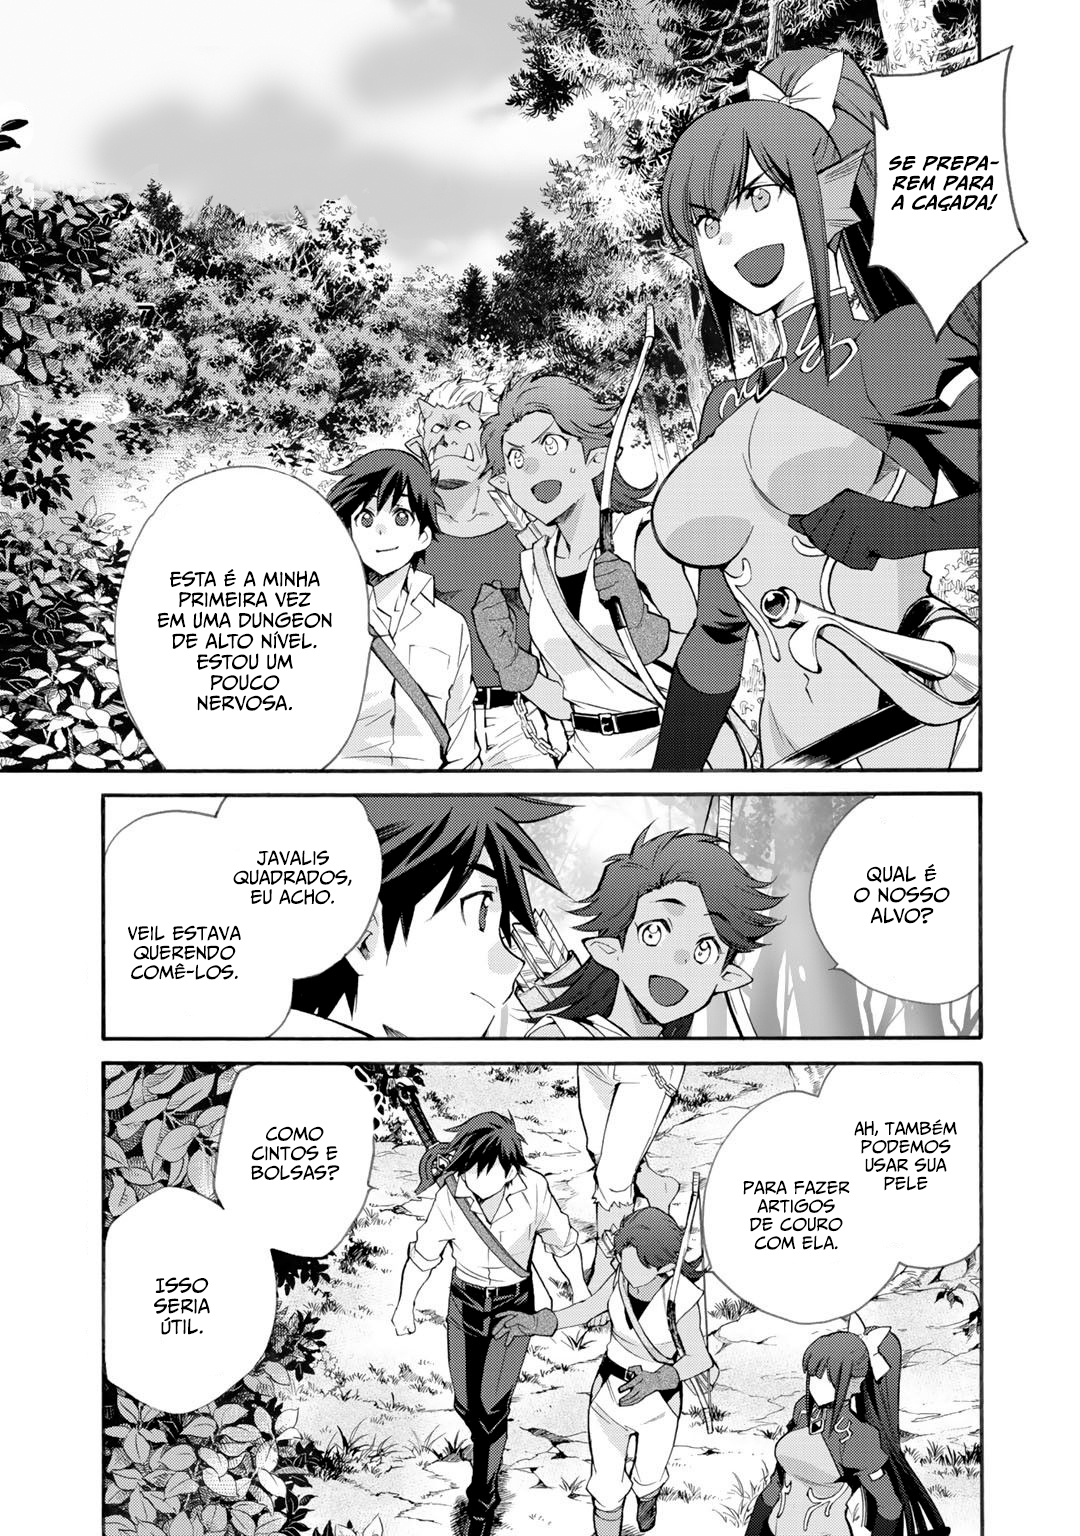 SE PREPA-
REM PARA
A CAÇADA!
ESTA É A MINHA
PRIMEIRA VEZ
EM UMA DUNGEON
DE ALTO NÍVEL.
ESTOU UM
POUCO
NERVOSA.
QUAL É
O NOSSO
ALVO?
JAVALIS
QUADRADOS,
EU ACHO.
VEIL ESTAVA
QUERENDO
COMÊ-LOS.
AH, TAMBÉM
PODEMOS
USAR SUA
PELE
PARA FAZER
ARTIGOS
DE COURO
COM ELA.
COMO
CINTOS E
BOLSAS?
ISSO
SERIA
ÚTIL.